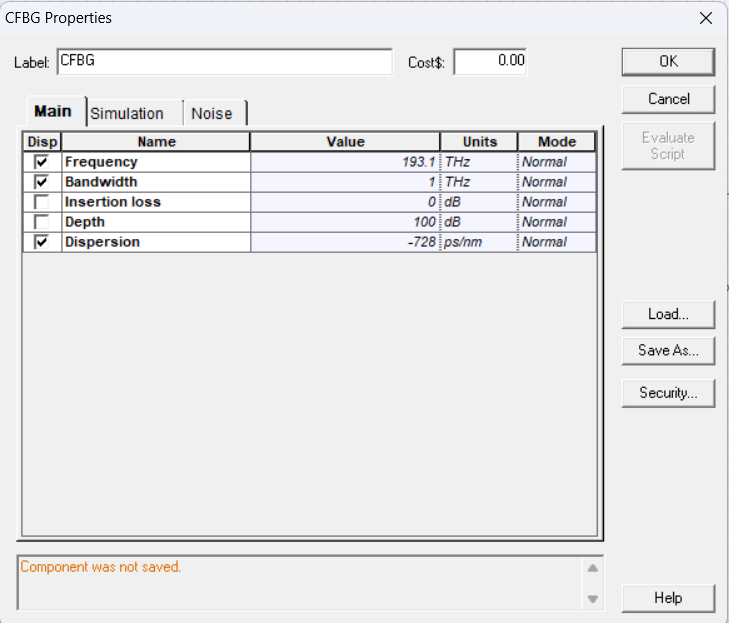 CFBG Properties
Label: CFBG Cost$: 0.00 OK
Cancel
Main Simulation Noise
Evaluate
Script
Disp Name Value Units Mode
Frequency 193.1 THz Normal
Bandwidth 1 THz Normal
Insertion loss 0 dB Normal
Depth 100 dB Normal
Dispersion -728 ps/nm Normal
Load...
Save As...
Security...
Component was not saved.
Help